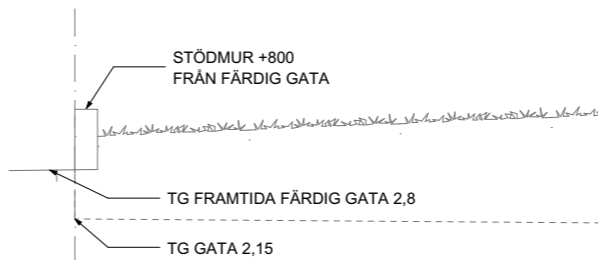 STÖDMUR +800
FRÅN FÄRDIG GATA
TG FRAMTIDA FÄRDIG GATA 2,8
TG GATA 2,15